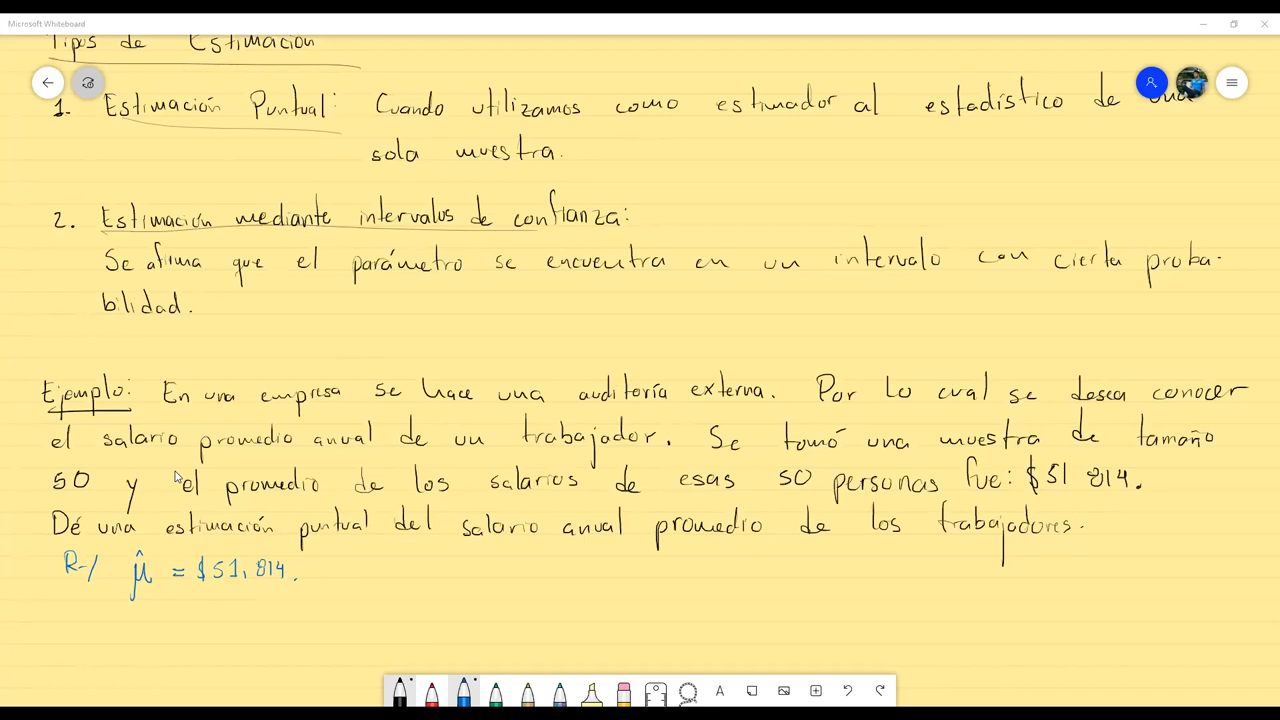 Microsoft Whiteboard
Tipos de Estimación
1. Estimación Puntual: Cuando utilizamos como estimador al estadístico de una
sola muestra.
2. Estimación mediante intervalos de confianza:
Se afirma que el parámetro se encuentra en un intervalo con cierta proba-
bilidad.
Ejemplo: En una empresa se hace una auditoría externa. Por lo cual se desea conocer
el salario promedio anual de un trabajador. Se tomó una muestra de tamaño
50 y el promedio de los salarios de esas 50 personas fue: $51 814.
Dé una estimación puntual del salario anual promedio de los trabajadores.
R-/ μ̂ = $51,814.
A